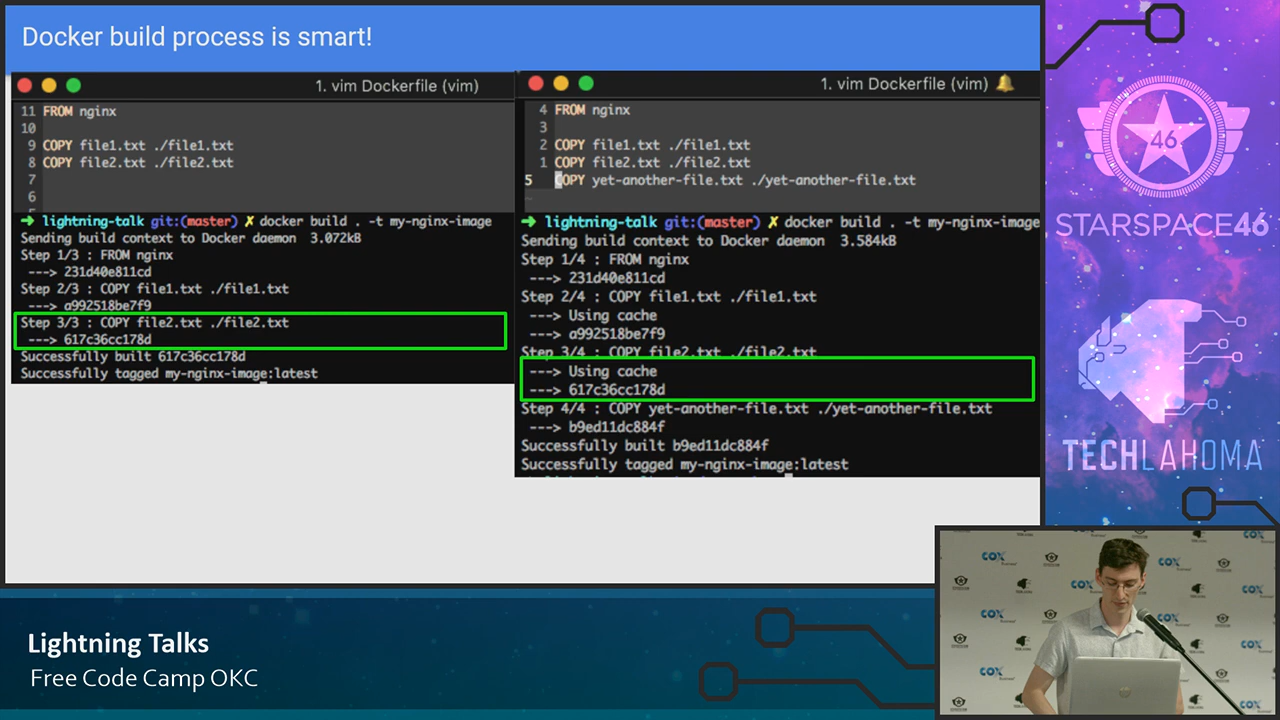 Docker build process is smart!
1. vim Dockerfile (vim)
11 FROM nginx
10
9 COPY file1.txt ./file1.txt
8 COPY file2.txt ./file2.txt
7
6
➜ lightning-talk git:(master) ✗ docker build . -t my-nginx-image
Sending build context to Docker daemon 3.072kB
Step 1/3 : FROM nginx
---> 231d40e811cd
Step 2/3 : COPY file1.txt ./file1.txt
---> a992518be7f9
Step 3/3 : COPY file2.txt ./file2.txt
---> 617c36cc178d
Successfully built 617c36cc178d
Successfully tagged my-nginx-image:latest
1. vim Dockerfile (vim)
4 FROM nginx
3
2 COPY file1.txt ./file1.txt
1 COPY file2.txt ./file2.txt
5 COPY yet-another-file.txt ./yet-another-file.txt
➜ lightning-talk git:(master) ✗ docker build . -t my-nginx-image
Sending build context to Docker daemon 3.584kB
Step 1/4 : FROM nginx
---> 231d40e811cd
Step 2/4 : COPY file1.txt ./file1.txt
---> Using cache
---> a992518be7f9
Step 3/4 : COPY file2.txt ./file2.txt
---> Using cache
---> 617c36cc178d
Step 4/4 : COPY yet-another-file.txt ./yet-another-file.txt
---> b9ed11dc884f
Successfully built b9ed11dc884f
Successfully tagged my-nginx-image:latest
46
STARSPACE46
TECHLAHOMA
Lightning Talks
Free Code Camp OKC
COX
COX
COX
COX
COX
COX
COX
COX